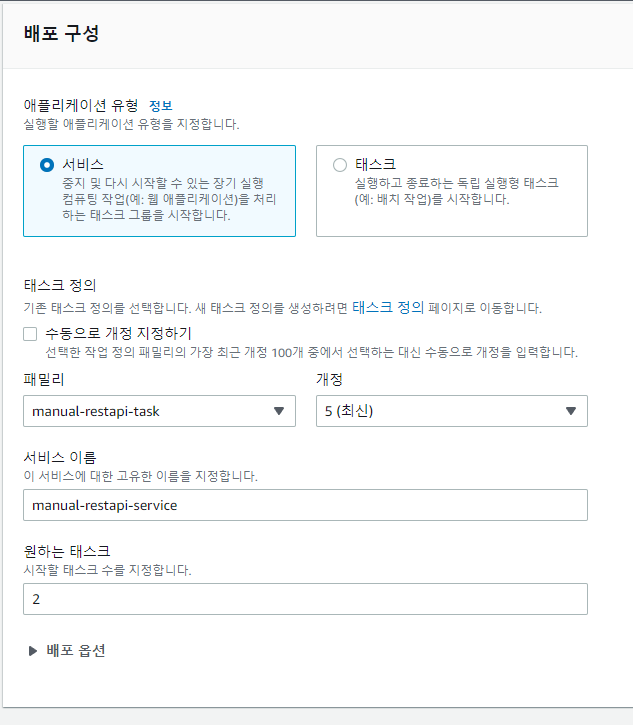 배포 구성
애플리케이션 유형 정보
실행할 애플리케이션 유형을 지정합니다.
서비스
중지 및 다시 시작할 수 있는 장기 실행
컴퓨팅 작업(예: 웹 애플리케이션)을 처리
하는 태스크 그룹을 시작합니다.
태스크
실행하고 종료하는 독립 실행형 태스크
(예: 배치 작업)를 시작합니다.
태스크 정의
기존 태스크 정의를 선택합니다. 새 태스크 정의를 생성하려면 태스크 정의 페이지로 이동합니다.
수동으로 개정 지정하기
선택한 작업 정의 패밀리의 가장 최근 개정 100개 중에서 선택하는 대신 수동으로 개정을 입력합니다.
패밀리
manual-restapi-task
개정
5 (최신)
서비스 이름
이 서비스에 대한 고유한 이름을 지정합니다.
manual-restapi-service
원하는 태스크
시작할 태스크 수를 지정합니다.
2
배포 옵션